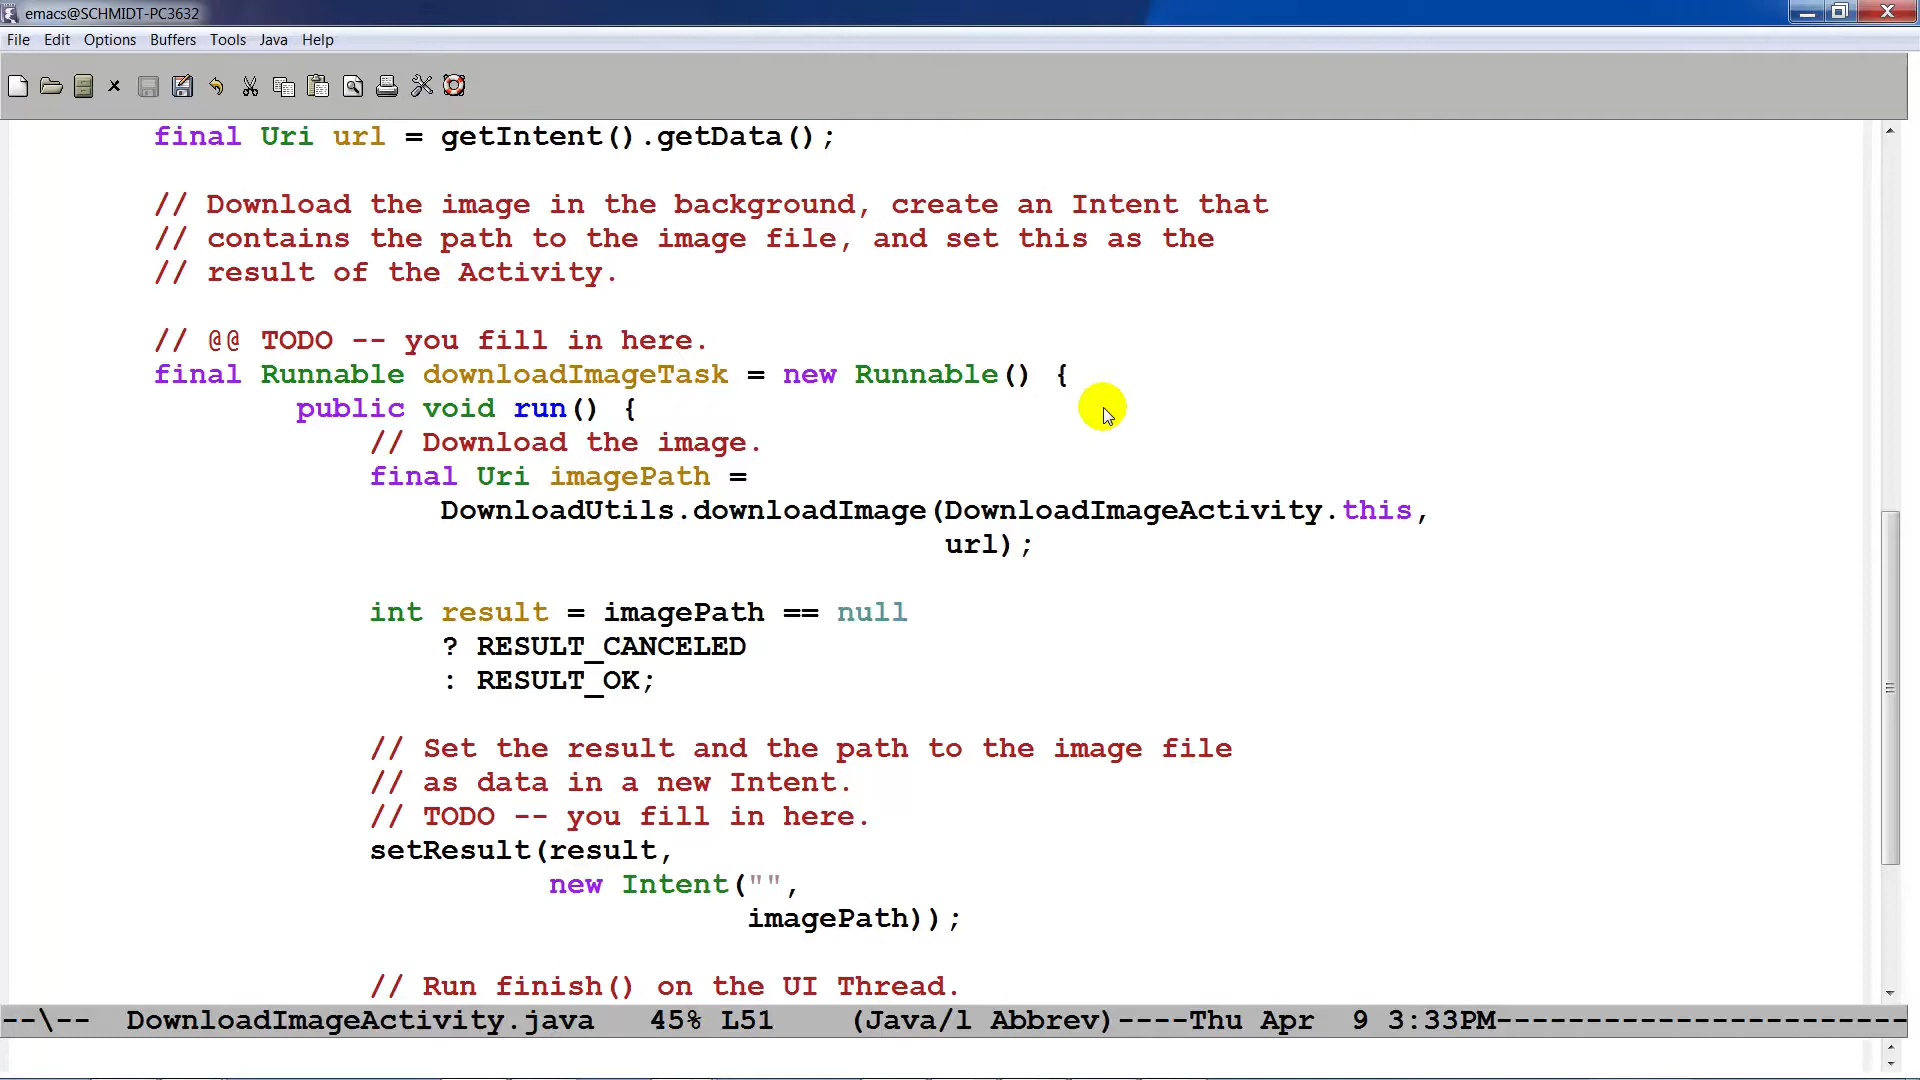 emacs@SCHMIDT-PC3632
File Edit Options Buffers Tools Java Help
final Uri url = getIntent().getData();
// Download the image in the background, create an Intent that
// contains the path to the image file, and set this as the
// result of the Activity.
// @@ TODO -- you fill in here.
final Runnable downloadImageTask = new Runnable() {
public void run() {
// Download the image.
final Uri imagePath =
DownloadUtils.downloadImage(DownloadImageActivity.this,
url);
int result = imagePath == null
? RESULT_CANCELED
: RESULT_OK;
// Set the result and the path to the image file
// as data in a new Intent.
// TODO -- you fill in here.
setResult(result,
new Intent("",
imagePath));
// Run finish() on the UI Thread.
--\-- DownloadImageActivity.java 45% L51 (Java/l Abbrev)----Thu Apr 9 3:33PM-----------------------